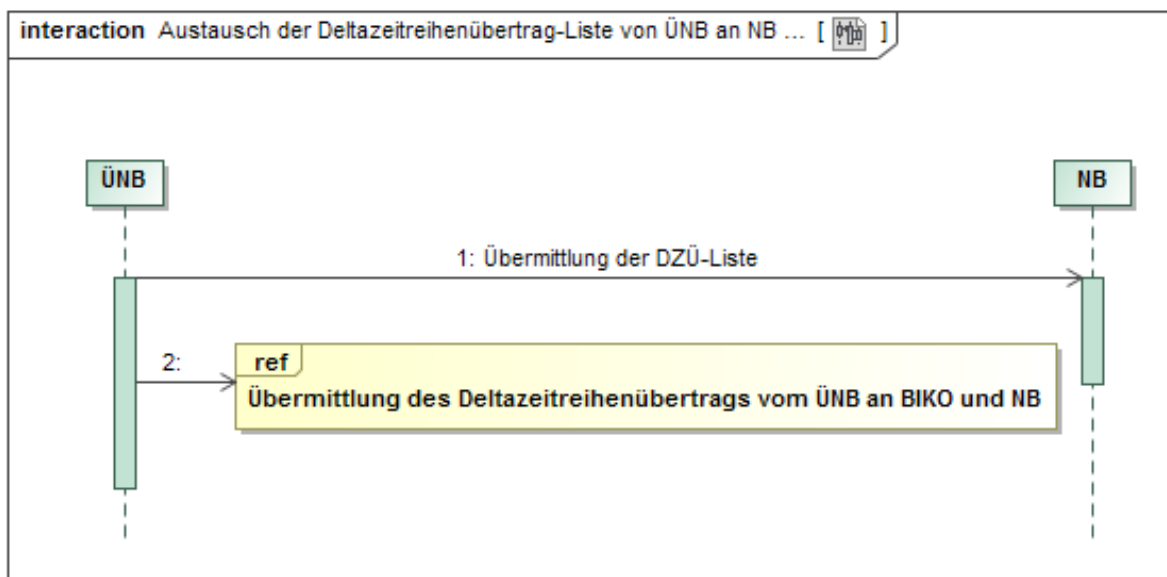 interaction Austausch der Deltazeitreihenübertrag-Liste von ÜNB an NB ... [ ]
ÜNB
NB
1: Übermittlung der DZÜ-Liste
2:
ref
Übermittlung des Deltazeitreihenübertrags vom ÜNB an BIKO und NB